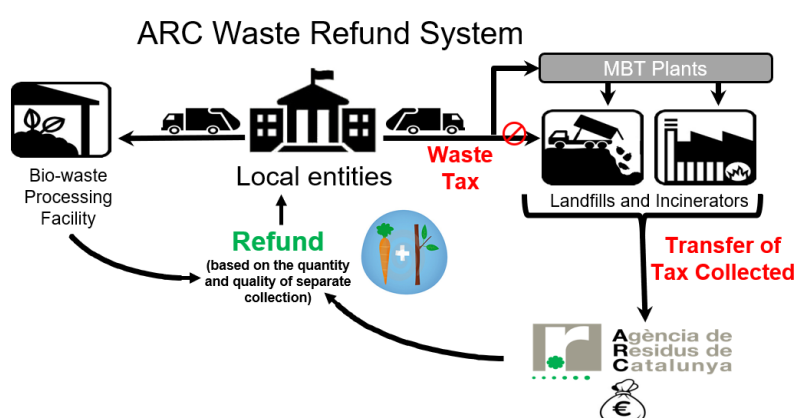 ARC Waste Refund System
MBT Plants
Waste
Tax
Local entities
Landfills and Incinerators
Bio-waste
Processing
Facility
Refund
(based on the quantity
and quality of separate
collection)
+
Transfer of
Tax Collected
r
Agència de
Residus de
Catalunya
€